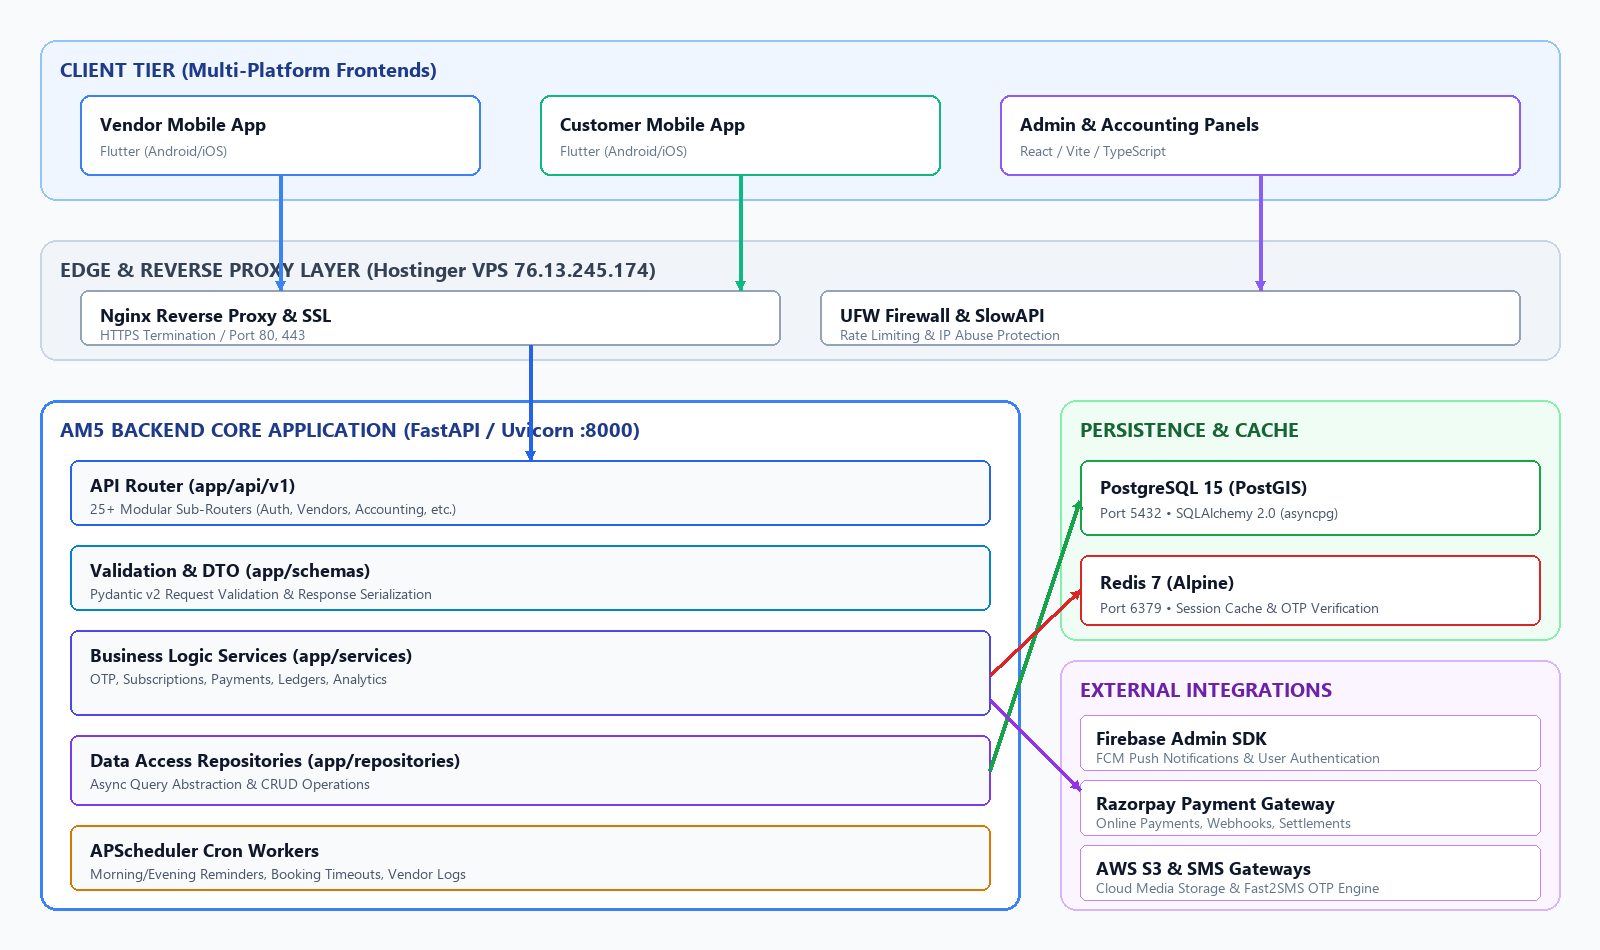 CLIENT TIER (Multi-Platform Frontends)
Vendor Mobile App
Flutter (Android/iOS)
Customer Mobile App
Flutter (Android/iOS)
Admin & Accounting Panels
React / Vite / TypeScript
EDGE & REVERSE PROXY LAYER (Hostinger VPS 76.13.245.174)
Nginx Reverse Proxy & SSL
HTTPS Termination / Port 80, 443
UFW Firewall & SlowAPI
Rate Limiting & IP Abuse Protection
AM5 BACKEND CORE APPLICATION (FastAPI / Uvicorn :8000)
API Router (app/api/v1)
25+ Modular Sub-Routers (Auth, Vendors, Accounting, etc.)
Validation & DTO (app/schemas)
Pydantic v2 Request Validation & Response Serialization
Business Logic Services (app/services)
OTP, Subscriptions, Payments, Ledgers, Analytics
Data Access Repositories (app/repositories)
Async Query Abstraction & CRUD Operations
APScheduler Cron Workers
Morning/Evening Reminders, Booking Timeouts, Vendor Logs
PERSISTENCE & CACHE
PostgreSQL 15 (PostGIS)
Port 5432 • SQLAlchemy 2.0 (asyncpg)
Redis 7 (Alpine)
Port 6379 • Session Cache & OTP Verification
EXTERNAL INTEGRATIONS
Firebase Admin SDK
FCM Push Notifications & User Authentication
Razorpay Payment Gateway
Online Payments, Webhooks, Settlements
AWS S3 & SMS Gateways
Cloud Media Storage & Fast2SMS OTP Engine